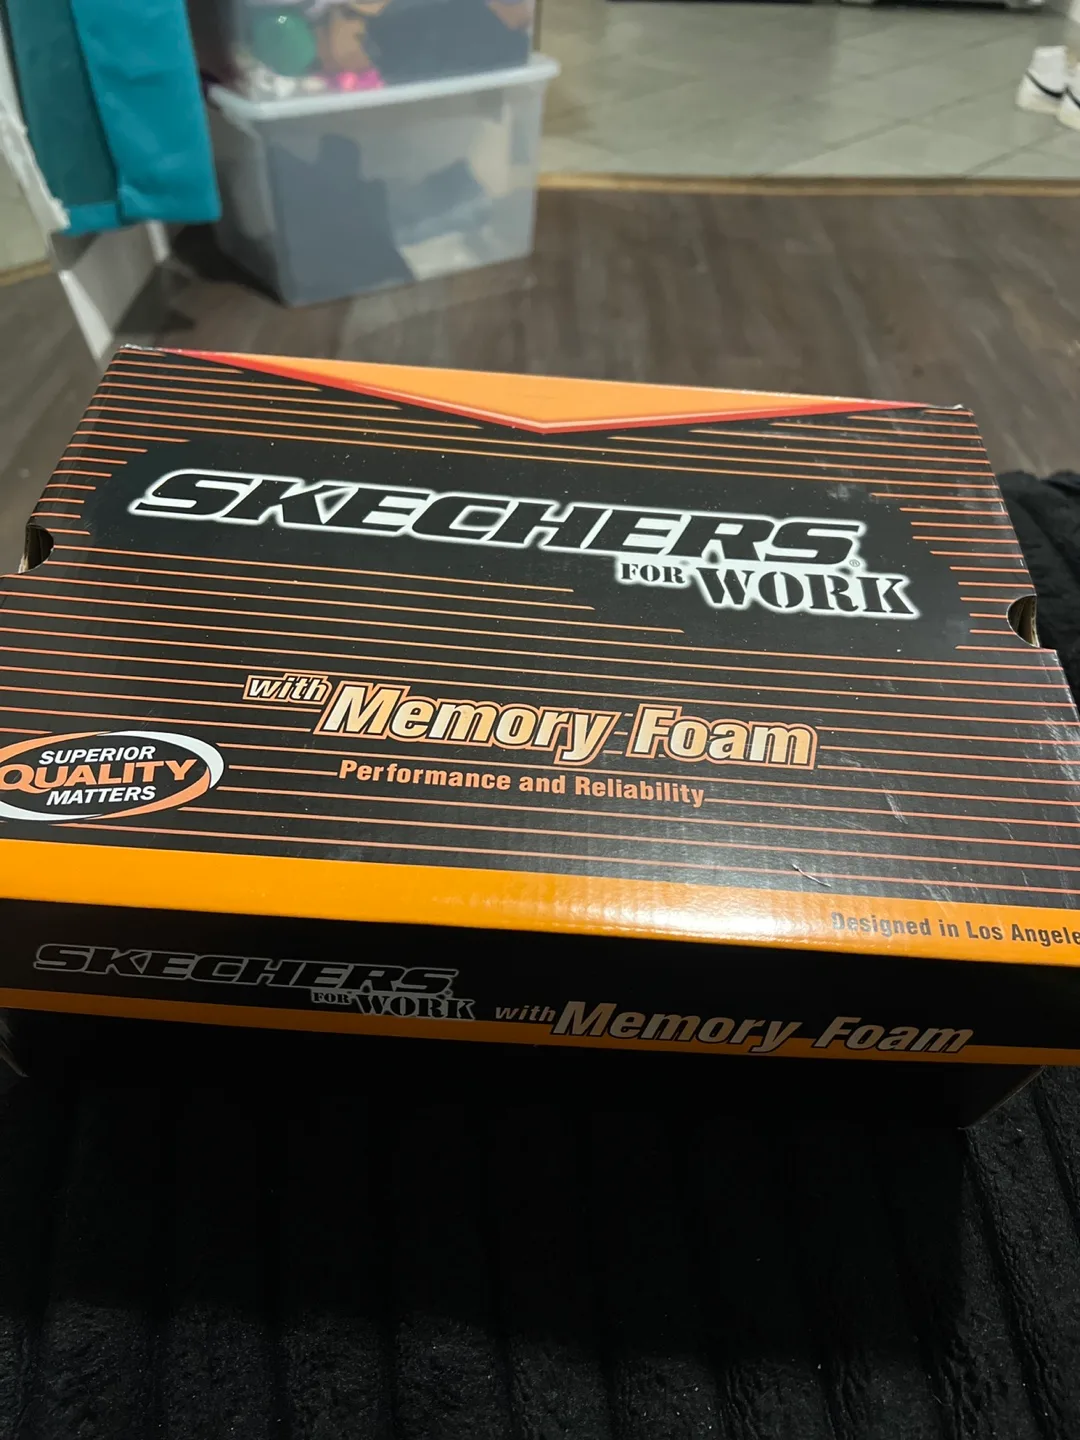 SKECHERS®
FOR WORK
with Memory Foam
Performance and Reliability
SUPERIOR
QUALITY
MATTERS
Designed in Los Angele
SKECHERS
FOR WORK
with Memory Foam